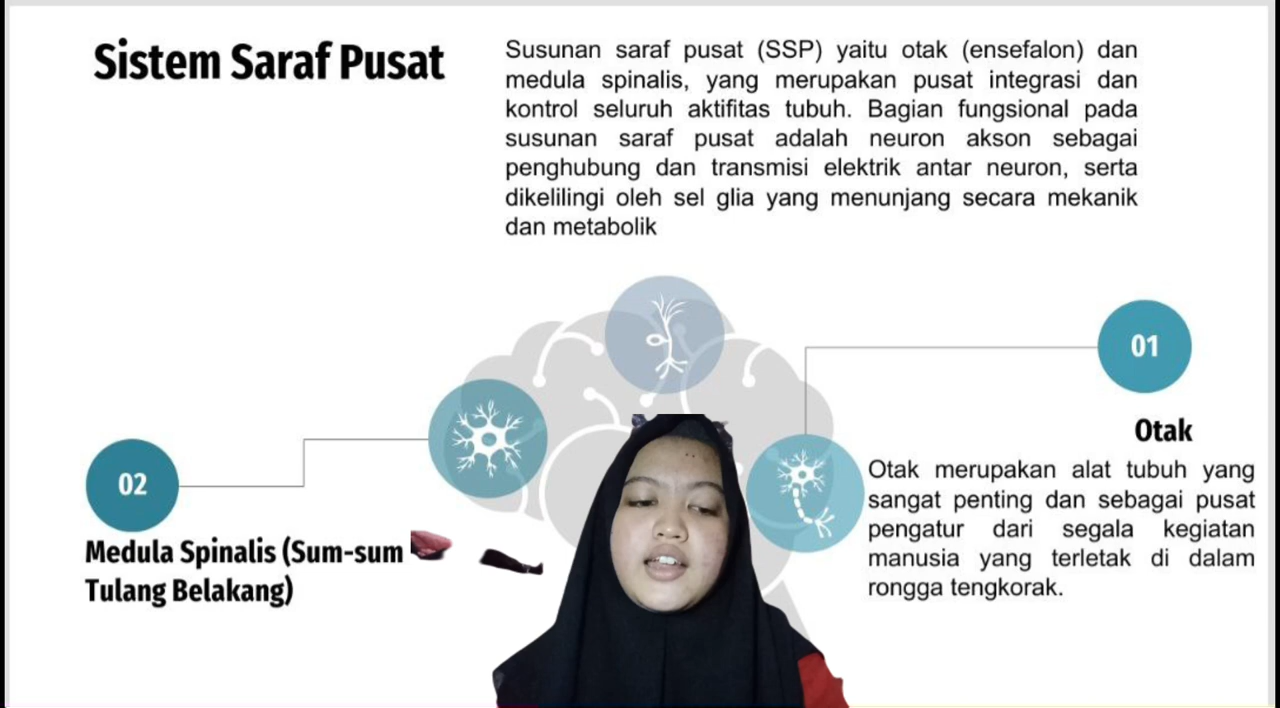 Sistem Saraf Pusat
Susunan saraf pusat (SSP) yaitu otak (ensefalon) dan
medula spinalis, yang merupakan pusat integrasi dan
kontrol seluruh aktifitas tubuh. Bagian fungsional pada
susunan saraf pusat adalah neuron akson sebagai
penghubung dan transmisi elektrik antar neuron, serta
dikelilingi oleh sel glia yang menunjang secara mekanik
dan metabolik
01
Otak
Otak merupakan alat tubuh yang
sangat penting dan sebagai pusat
pengatur dari segala kegiatan
manusia yang terletak di dalam
rongga tengkorak.
02
Medula Spinalis (Sum-sum
Tulang Belakang)